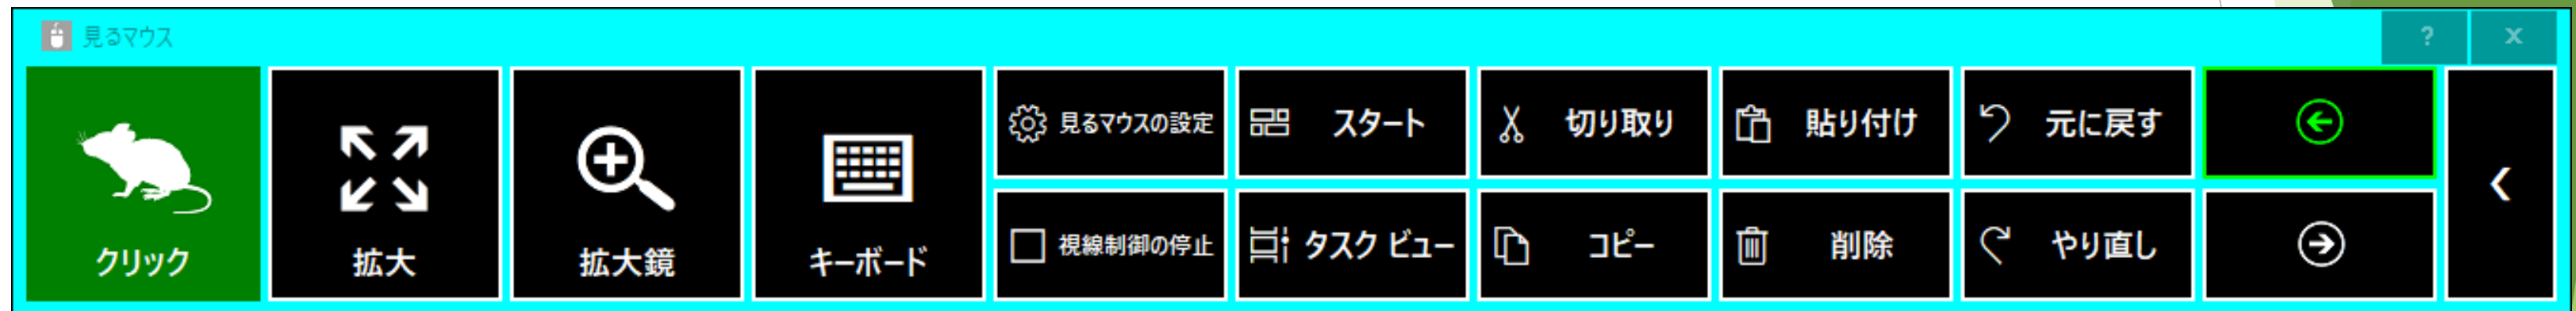 見るマウス
? x
クリック
拡大
拡大鏡
キーボード
見るマウスの設定
視線制御の停止
スタート
タスク ビュー
切り取り
コピー
貼り付け
削除
元に戻す
やり直し